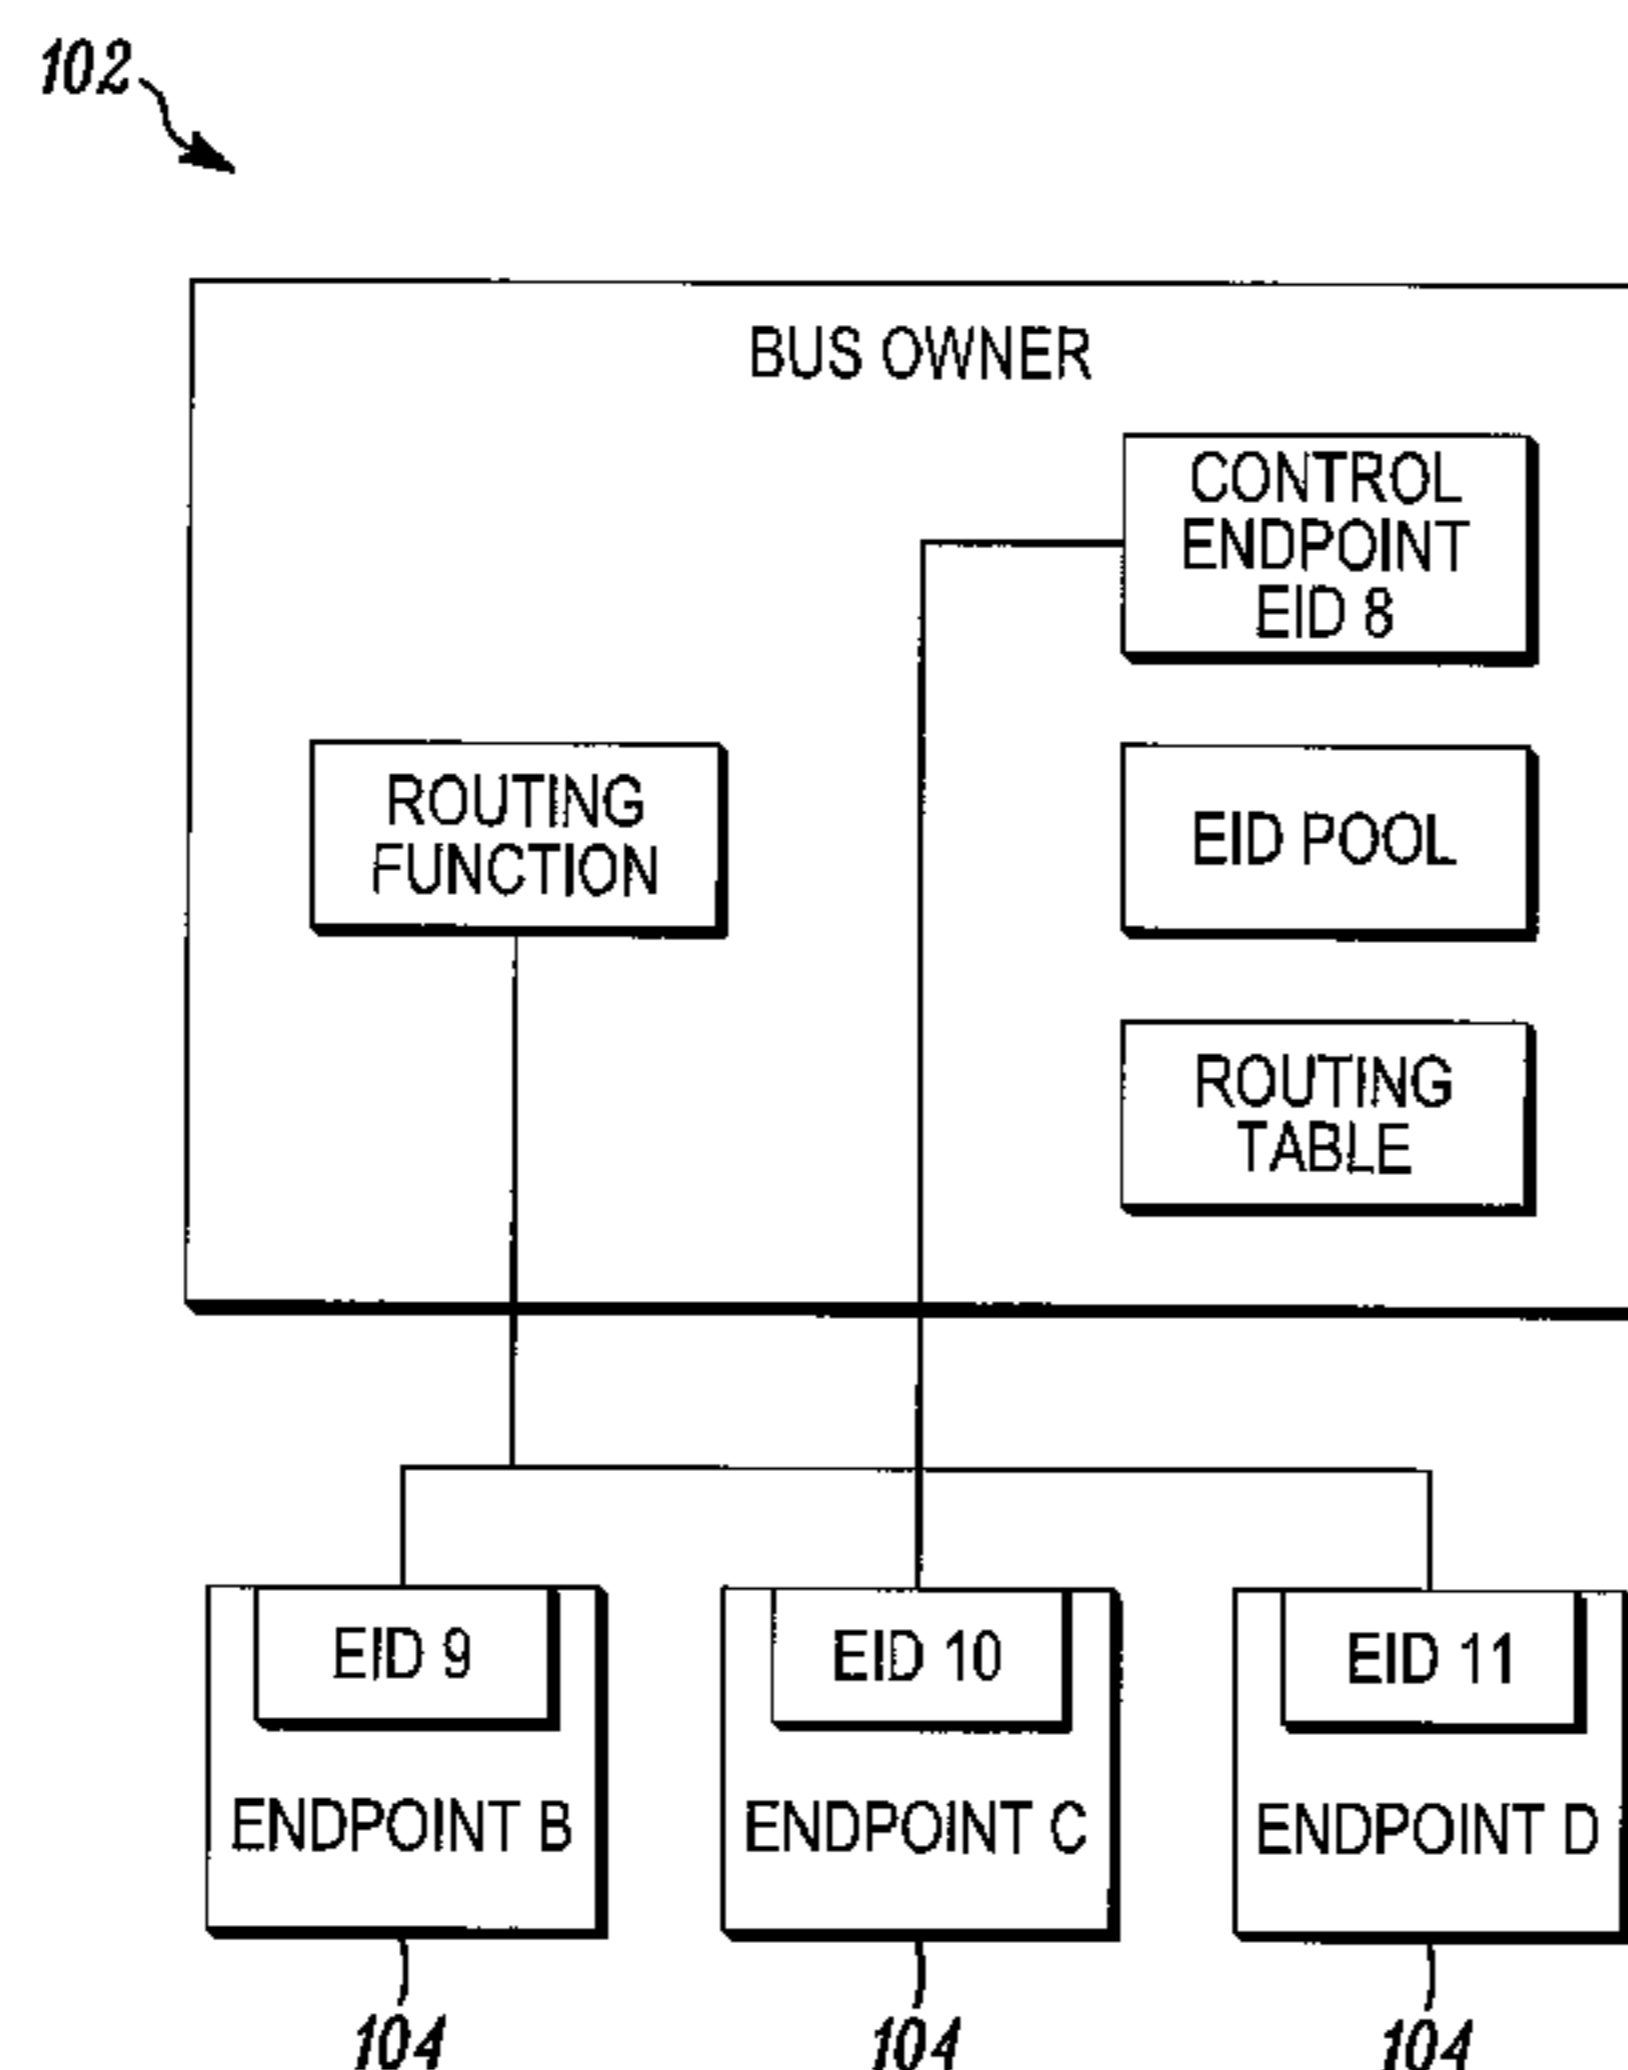 102
BUS OWNER
CONTROL
ENDPOINT
EID 8
ROUTING
FUNCTION
EID POOL
ROUTING
TABLE
EID 9
EID 10
EID 11
ENDPOINT B
ENDPOINT C
ENDPOINT D
104
104
104